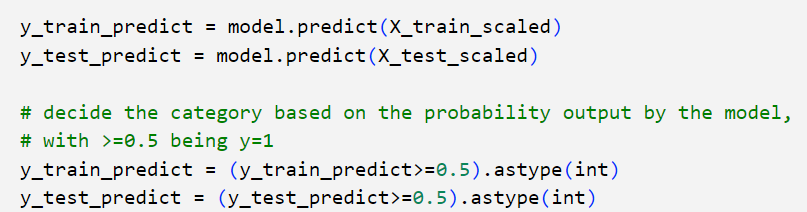 y_train_predict = model.predict(X_train_scaled)
y_test_predict = model.predict(X_test_scaled)
# decide the category based on the probability output by the model,
# with >=0.5 being y=1
y_train_predict = (y_train_predict>=0.5).astype(int)
y_test_predict = (y_test_predict>=0.5).astype(int)